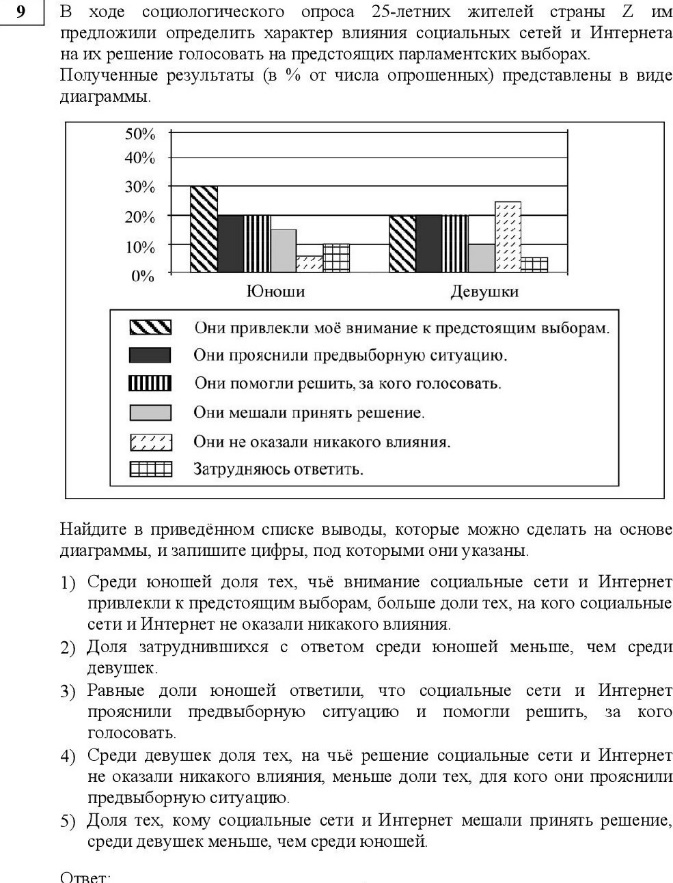 9
В ходе социологического опроса 25-летних жителей страны Z им
предложили определить характер влияния социальных сетей и Интернета
на их решение голосовать на предстоящих парламентских выборах.
Полученные результаты (в % от числа опрошенных) представлены в виде
диаграммы.
50%
40%
30%
20%
10%
0%
Юноши Девушки
Они привлекли моё внимание к предстоящим выборам.
Они прояснили предвыборную ситуацию.
Они помогли решить, за кого голосовать.
Они мешали принять решение.
Они не оказали никакого влияния.
Затрудняюсь ответить.
Найдите в приведённом списке выводы, которые можно сделать на основе
диаграммы, и запишите цифры, под которыми они указаны.
1) Среди юношей доля тех, чьё внимание социальные сети и Интернет
привлекли к предстоящим выборам, больше доли тех, на кого социальные
сети и Интернет не оказали никакого влияния.
2) Доля затруднившихся с ответом среди юношей меньше, чем среди
девушек.
3) Равные доли юношей ответили, что социальные сети и Интернет
прояснили предвыборную ситуацию и помогли решить, за кого
голосовать.
4) Среди девушек доля тех, на чьё решение социальные сети и Интернет
не оказали никакого влияния, меньше доли тех, для кого они прояснили
предвыборную ситуацию.
5) Доля тех, кому социальные сети и Интернет мешали принять решение,
среди девушек меньше, чем среди юношей.
Ответ: